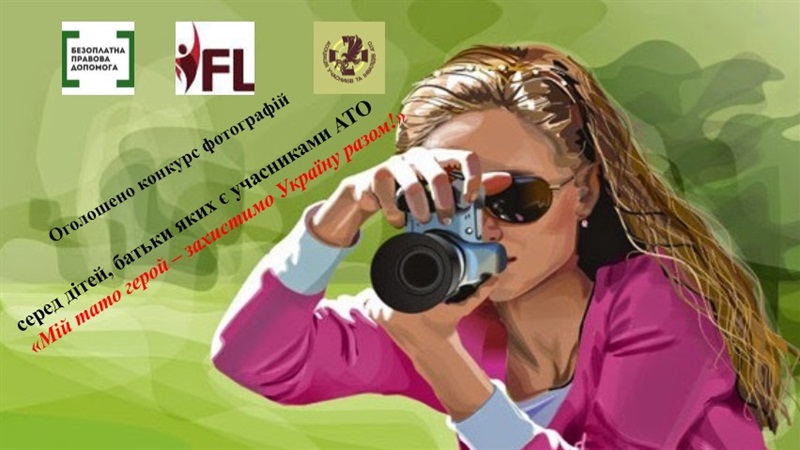 БЕЗОПЛАТНА
ПРАВОВА
ДОПОМОГА
FL
Оголошено конкурс фотографій
серед дітей, батьки яких є учасниками АТО
«Мій тато герой – захистимо Україну разом!»